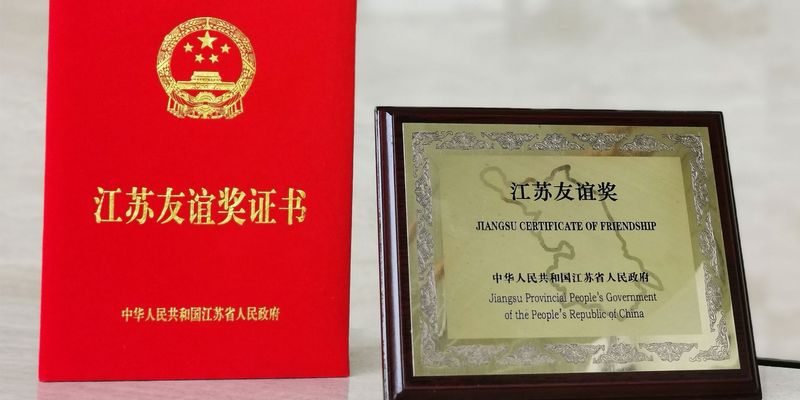 江苏友谊奖证书
中华人民共和国江苏省人民政府
江苏友谊奖
JIANGSU CERTIFICATE OF FRIENDSHIP
中华人民共和国江苏省人民政府
Jiangsu Provincial People's Government
of the People's Republic of China